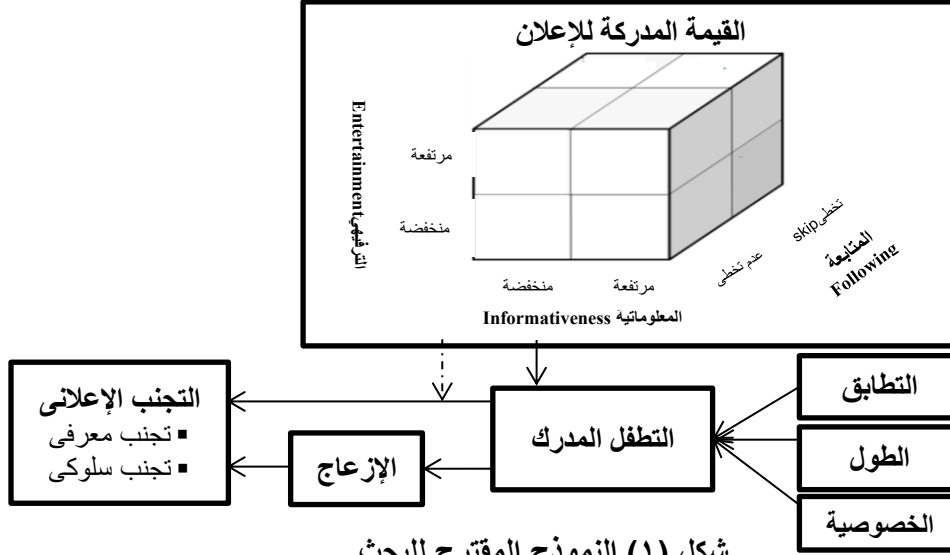 القيمة المدركة للإعلان
الترفيهي Entertainment
مرتفعة
منخفضة
منخفضة
مرتفعة
المعلوماتية Informativeness
عدم تخطى
تخطى skip
المتابعة
Following
التجنب الإعلانى
▪ تجنب معرفى
▪ تجنب سلوكى
الإزعاج
التطفل المدرك
التطابق
الطول
الخصوصية
شكل (١) النموذج المقترح للبحث